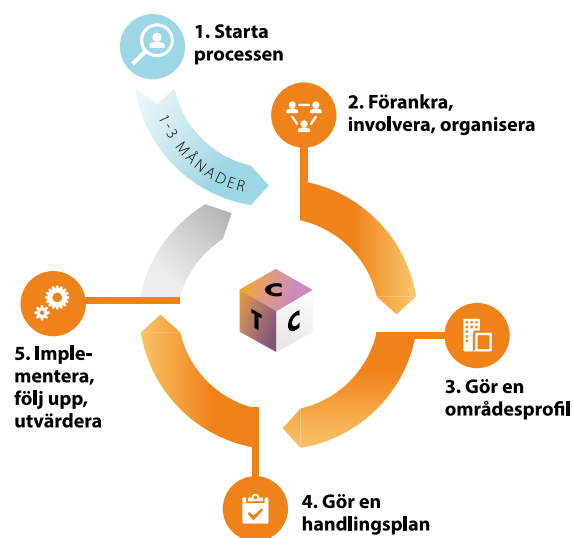 1. Starta
processen
1-3 MÅNADER
2. Förankra,
involvera, organisera
C
T C
3. Gör en
områdesprofil
4. Gör en
handlingsplan
5. Imple-
mentera,
följ upp,
utvärdera